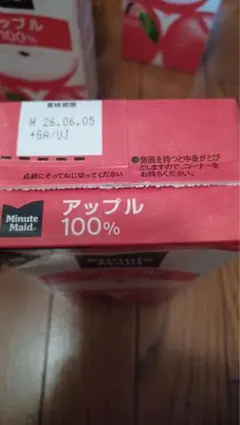 アップル
100%
賞味期限
H 26.06.05
+GA/UJ
点線にそってねじ切ってください
●側面を持つと中身がとび
だしますので、コーナーを
お持ちください。
Minute
Maid
アップル
100%
Minute